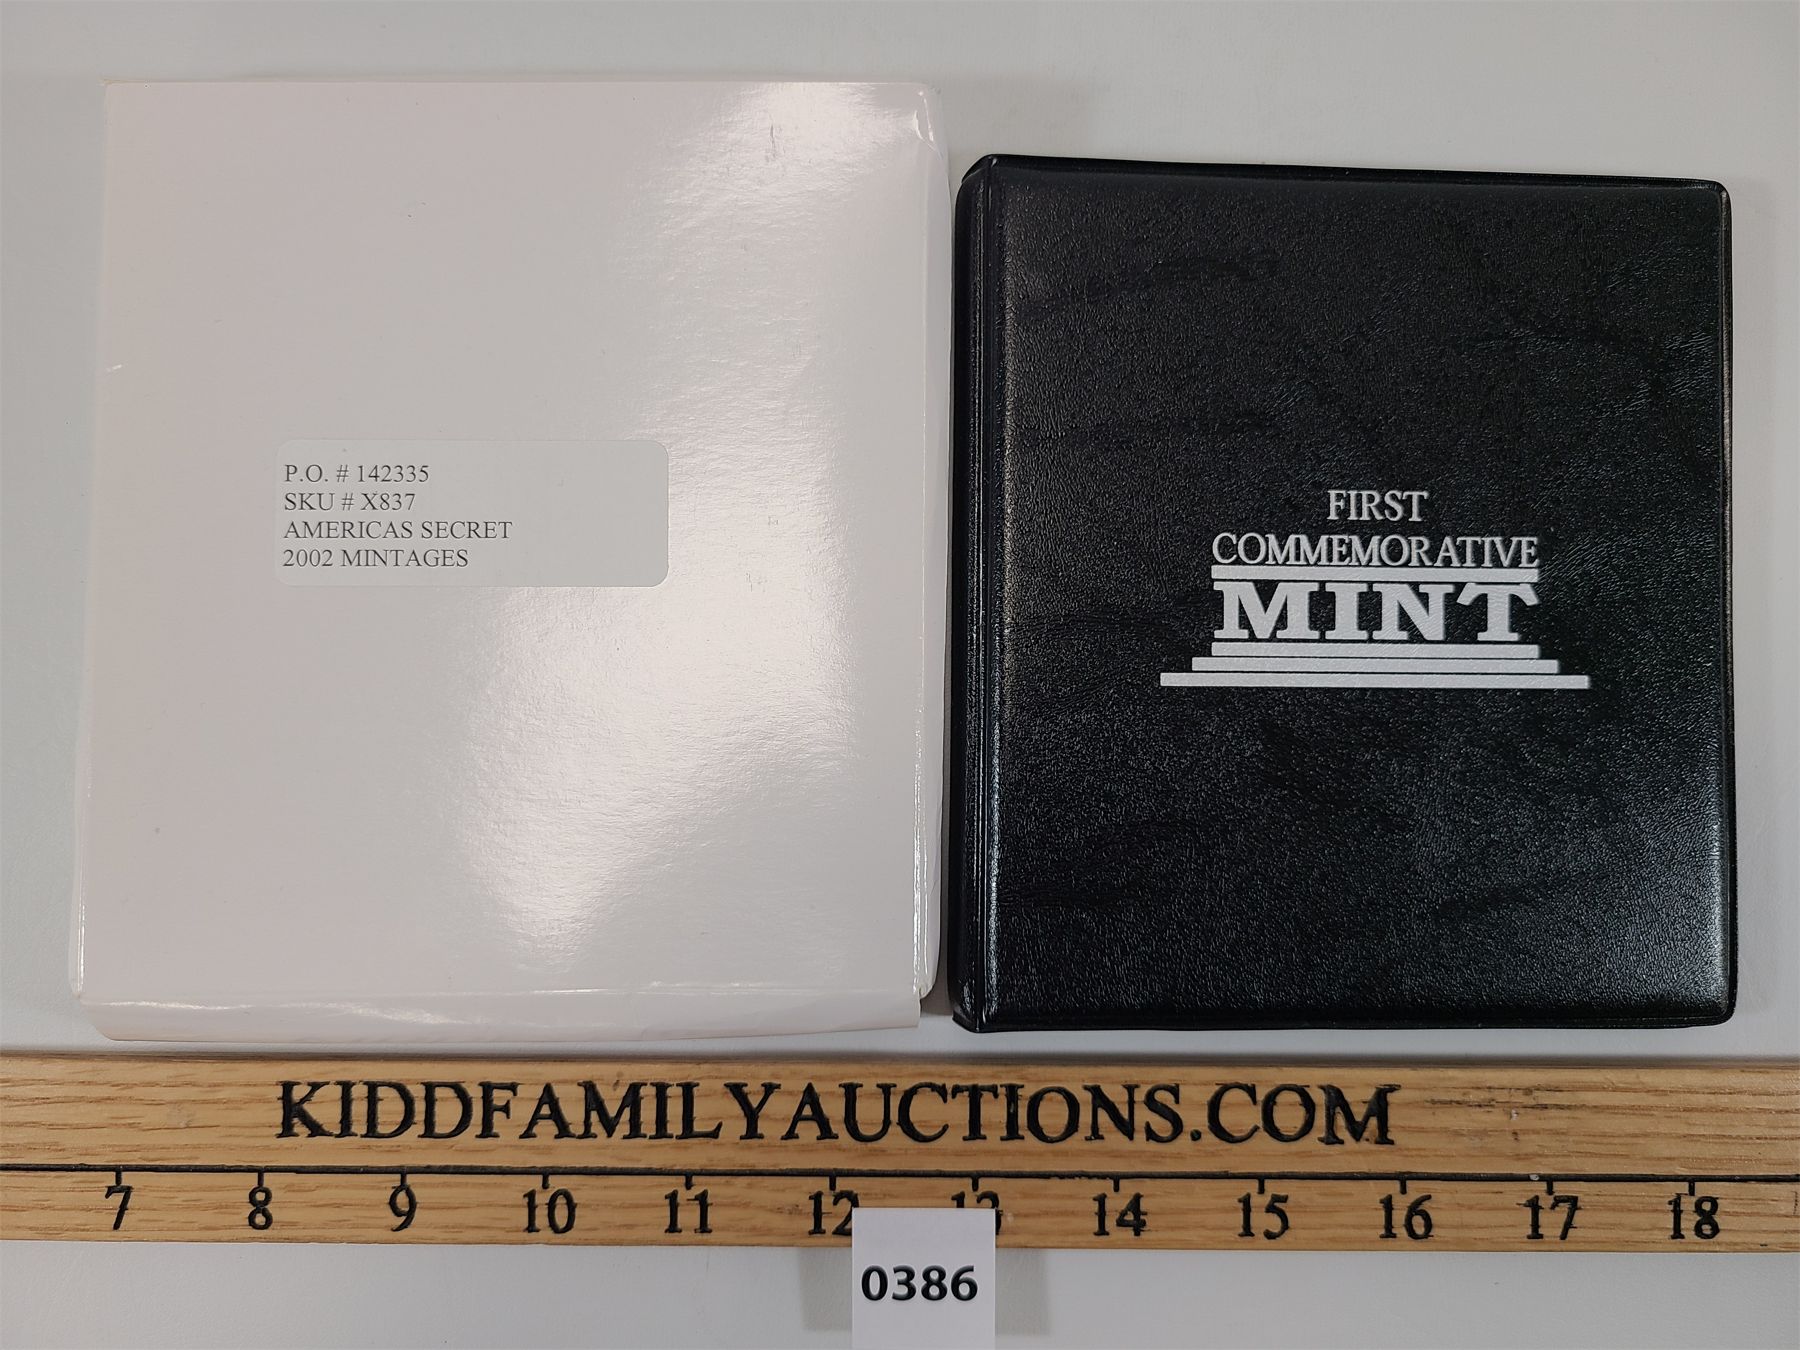 P.O. # 142335
SKU # X837
AMERICAS SECRET
2002 MINTAGES
FIRST
COMMEMORATIVE
MINT
KIDDFAMILYAUCTIONS.COM
7 8 9 10 11 12 13 14 15 16 17 18
0386